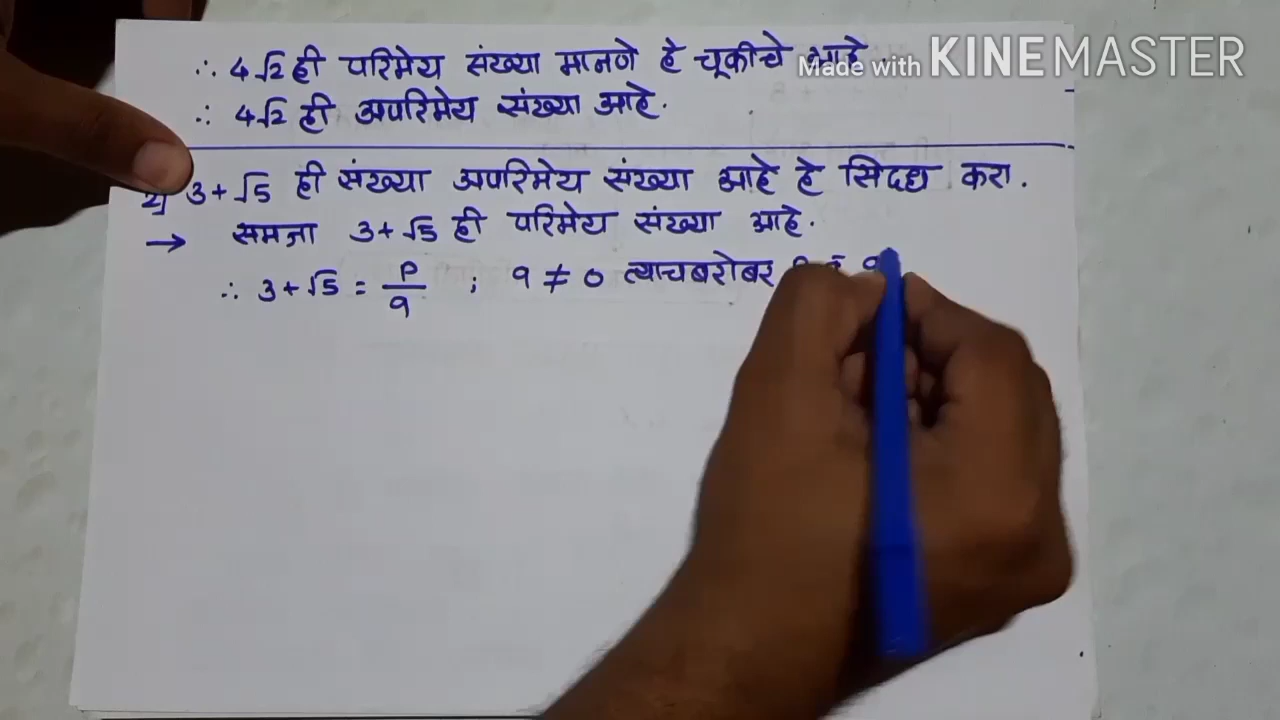 ∴ 4√2 ही परिमेय संख्या मानणे हे चूकीचे आहे.
Made with KINEMASTER
∴ 4√2 ही अपरिमेय संख्या आहे.
2) 3+√5 ही संख्या अपरिमेय संख्या आहे हे सिद्ध करा.
→ समजा 3+√5 ही परिमेय संख्या आहे.
∴ 3+√5 = p/q ; q ≠ 0 त्याचबरोबर